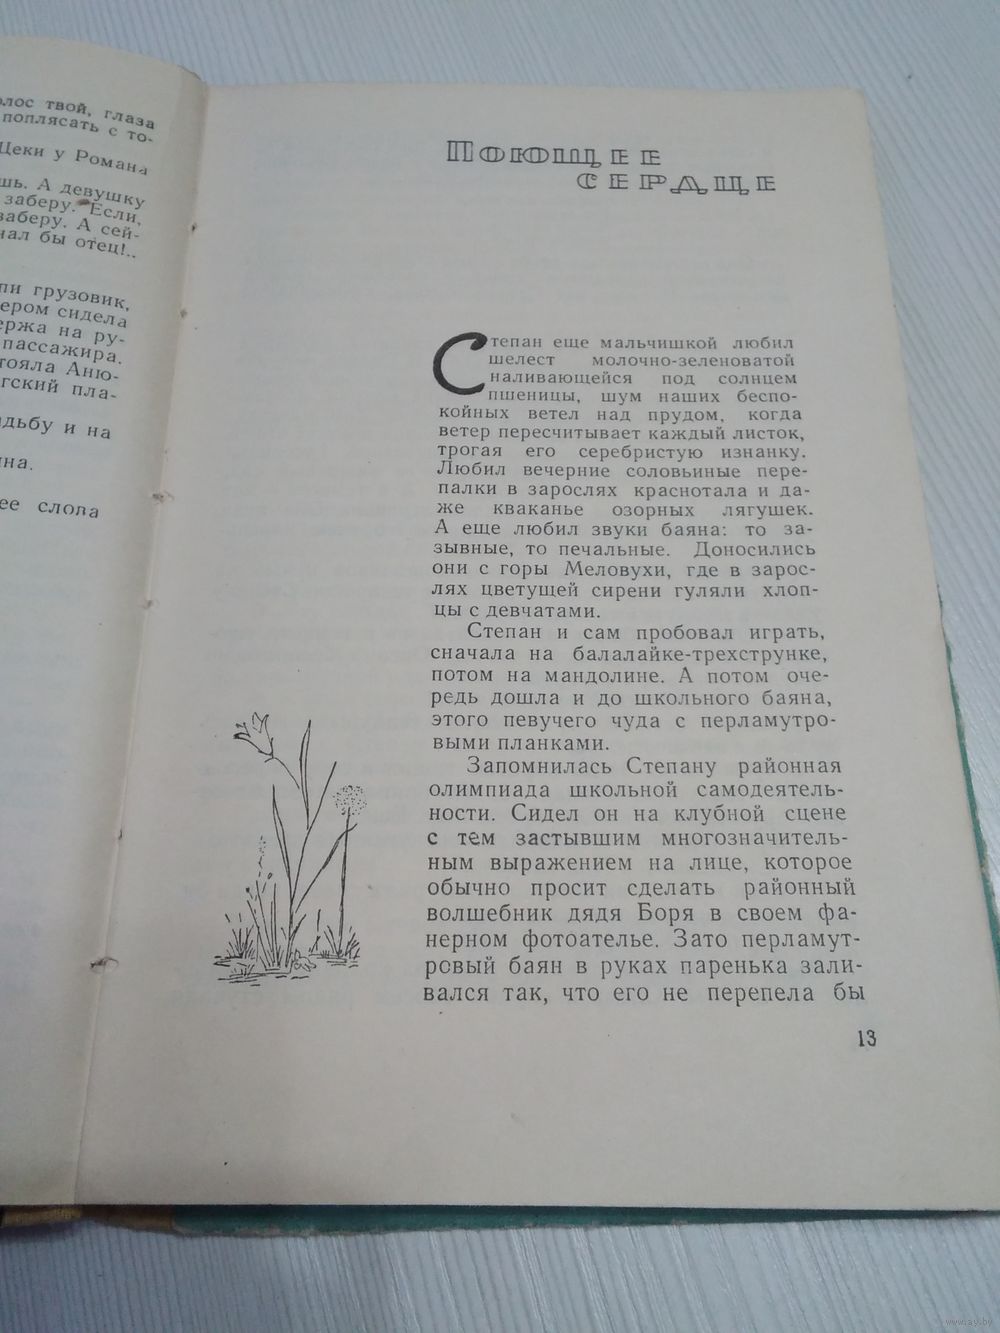 олос твой, глаза
поплясать с то-
Щеки у Романа
шь. А девушку
заберу. Если,
заберу. А сей-
нал бы отец!..
ли грузовик,
ером сидела
ержа на ру-
пассажира.
тояла Аню-
гский пла-
адьбу и на
на.
ее слова
Поющее
сердце
Степан еще мальчишкой любил
шелест молочно-зеленоватой
наливающейся под солнцем
пшеницы, шум наших беспо-
койных ветел над прудом, когда
ветер пересчитывает каждый листок,
трогая его серебристую изнанку.
Любил вечерние соловьиные пере-
палки в зарослях краснотала и да-
же кваканье озорных лягушек.
А еще любил звуки баяна: то за-
зывные, то печальные. Доносились
они с горы Меловухи, где в зарос-
лях цветущей сирени гуляли хлоп-
цы с девчатами.
Степан и сам пробовал играть,
сначала на балалайке-трехструнке,
потом на мандолине. А потом оче-
редь дошла и до школьного баяна,
этого певучего чуда с перламутро-
выми планками.
Запомнилась Степану районная
олимпиада школьной самодеятель-
ности. Сидел он на клубной сцене
с тем застывшим многозначитель-
ным выражением на лице, которое
обычно просит сделать районный
волшебник дядя Боря в своем фа-
нерном фотоателье. Зато перламут-
ровый баян в руках паренька зали-
вался так, что его не перепела бы
13
www.ay.by